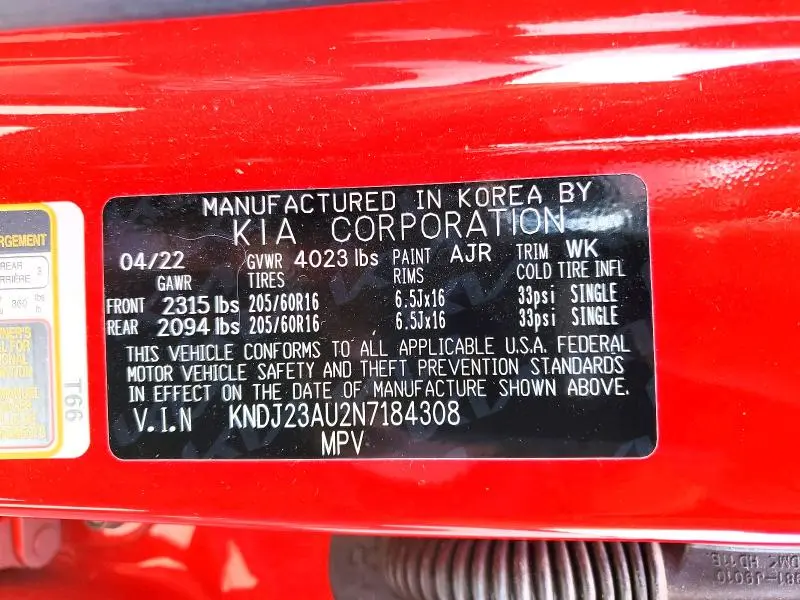 MANUFACTURED IN KOREA BY
KIA CORPORATION
04/22 GVWR 4023 lbs PAINT AJR TRIM WK
GAWR TIRES RIMS COLD TIRE INFL
FRONT 2315 lbs 205/60R16 6.5Jx16 33psi SINGLE
REAR 2094 lbs 205/60R16 6.5Jx16 33psi SINGLE
THIS VEHICLE CONFORMS TO ALL APPLICABLE U.S.A. FEDERAL
MOTOR VEHICLE SAFETY AND THEFT PREVENTION STANDARDS
IN EFFECT ON THE DATE OF MANUFACTURE SHOWN ABOVE.
V.I.N KNDJ23AU2N7184308
MPV
REAR
3
lbs
T66